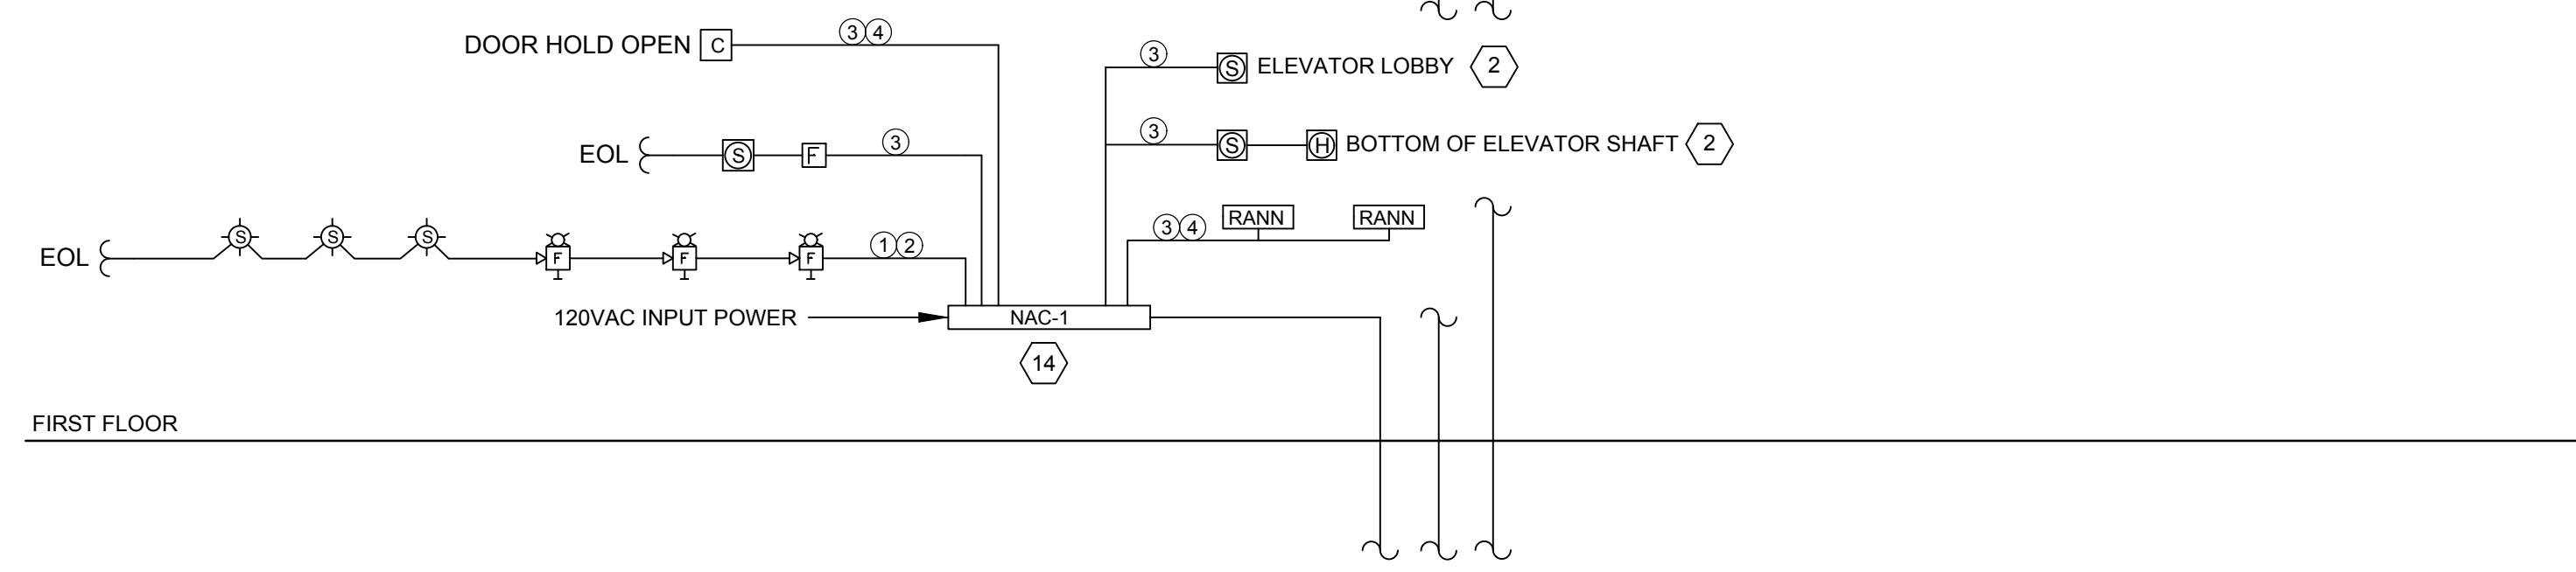 DOOR HOLD OPEN C 3 4
3 S ELEVATOR LOBBY 2
EOL S F 3
3 S H BOTTOM OF ELEVATOR SHAFT 2
3 4 RANN RANN
EOL S S S F F F 1 2
120VAC INPUT POWER NAC-1
14
FIRST FLOOR